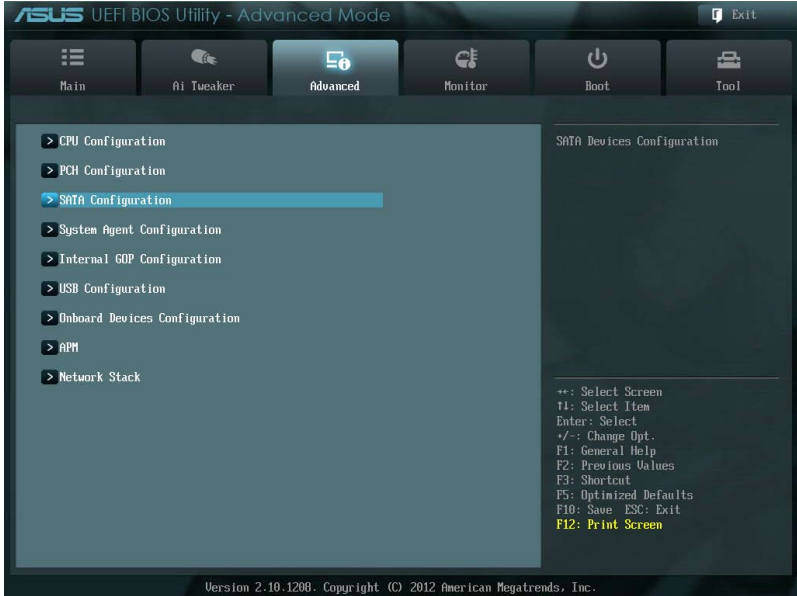 ASUS UEFI BIOS Utility - Advanced Mode
Exit
Main
Ai Tweaker
Advanced
Monitor
Boot
Tool
> CPU Configuration
> PCH Configuration
> SATA Configuration
> System Agent Configuration
> Internal GOP Configuration
> USB Configuration
> Onboard Devices Configuration
> APM
> Network Stack
SATA Devices Configuration
→←: Select Screen
↑↓: Select Item
Enter: Select
+/-: Change Opt.
F1: General Help
F2: Previous Values
F3: Shortcut
F5: Optimized Defaults
F10: Save ESC: Exit
F12: Print Screen
Version 2.10.1208. Copyright (C) 2012 American Megatrends, Inc.